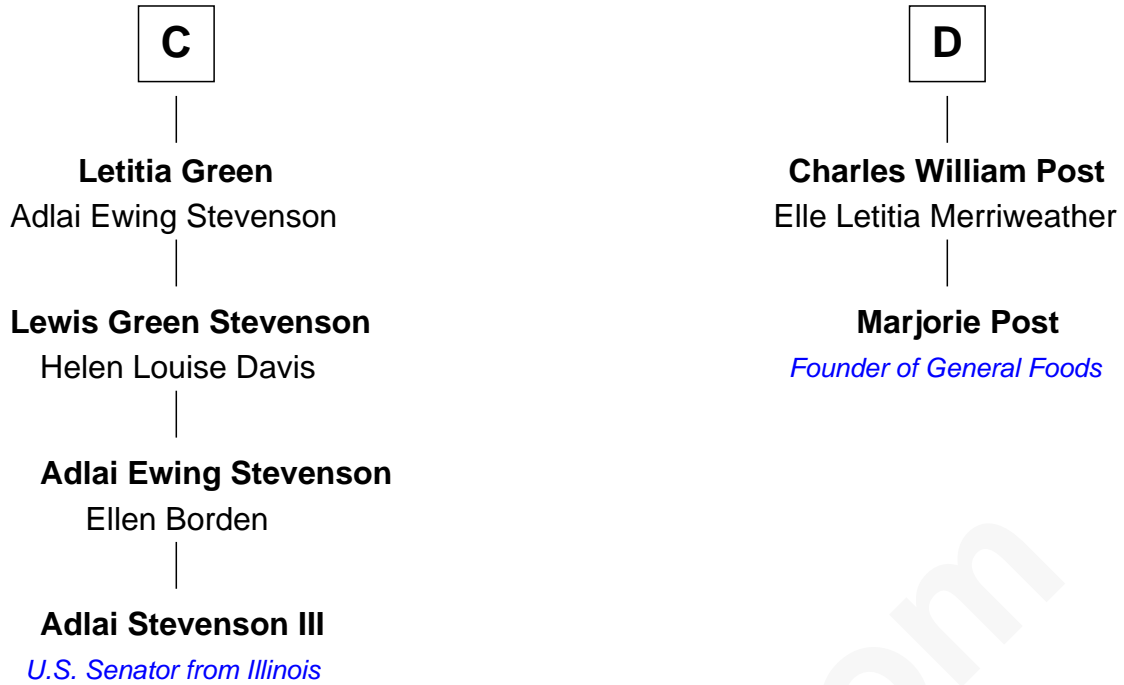 C
Letitia Green
Adlai Ewing Stevenson
Lewis Green Stevenson
Helen Louise Davis
Adlai Ewing Stevenson
Ellen Borden
Adlai Stevenson III
U.S. Senator from Illinois
D
Charles William Post
Elle Letitia Merriweather
Marjorie Post
Founder of General Foods
om